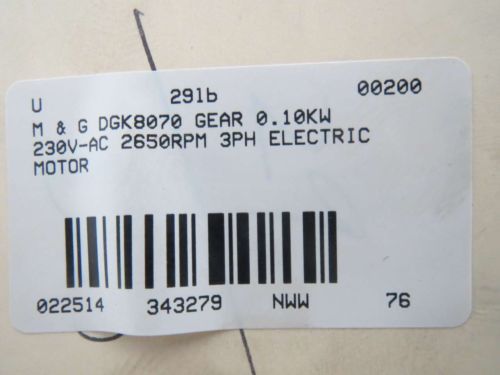 U 291b 00200
M & G DGK8070 GEAR 0.10KW
230V-AC 2650RPM 3PH ELECTRIC
MOTOR
022514 343279 NWW 76